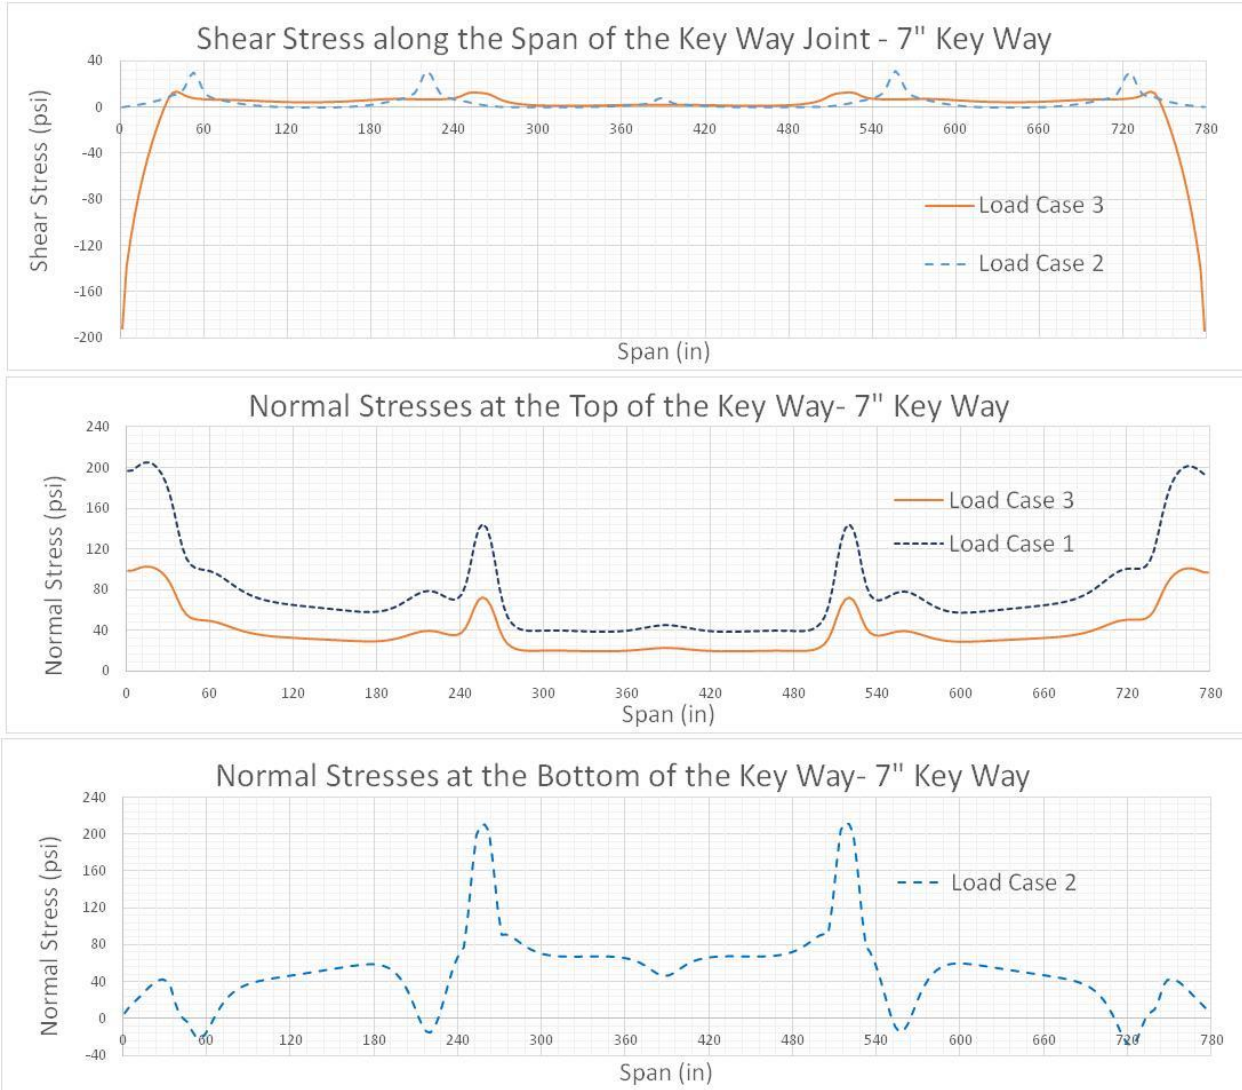 Shear Stress along the Span of the Key Way Joint - 7" Key Way
Shear Stress (psi)
40
0
-40
-80
-120
-160
-200
0 60 120 180 240 300 360 420 480 540 600 660 720 780
Load Case 3
Load Case 2
Span (in)
Normal Stresses at the Top of the Key Way- 7" Key Way
Normal Stress (psi)
240
200
160
120
80
40
0
Load Case 3
Load Case 1
0 60 120 180 240 300 360 420 480 540 600 660 720 780
Span (in)
Normal Stresses at the Bottom of the Key Way- 7" Key Way
Normal Stress (psi)
240
200
160
120
80
40
0
-40
Load Case 2
0 60 120 180 240 300 360 420 480 540 600 660 720 780
Span (in)